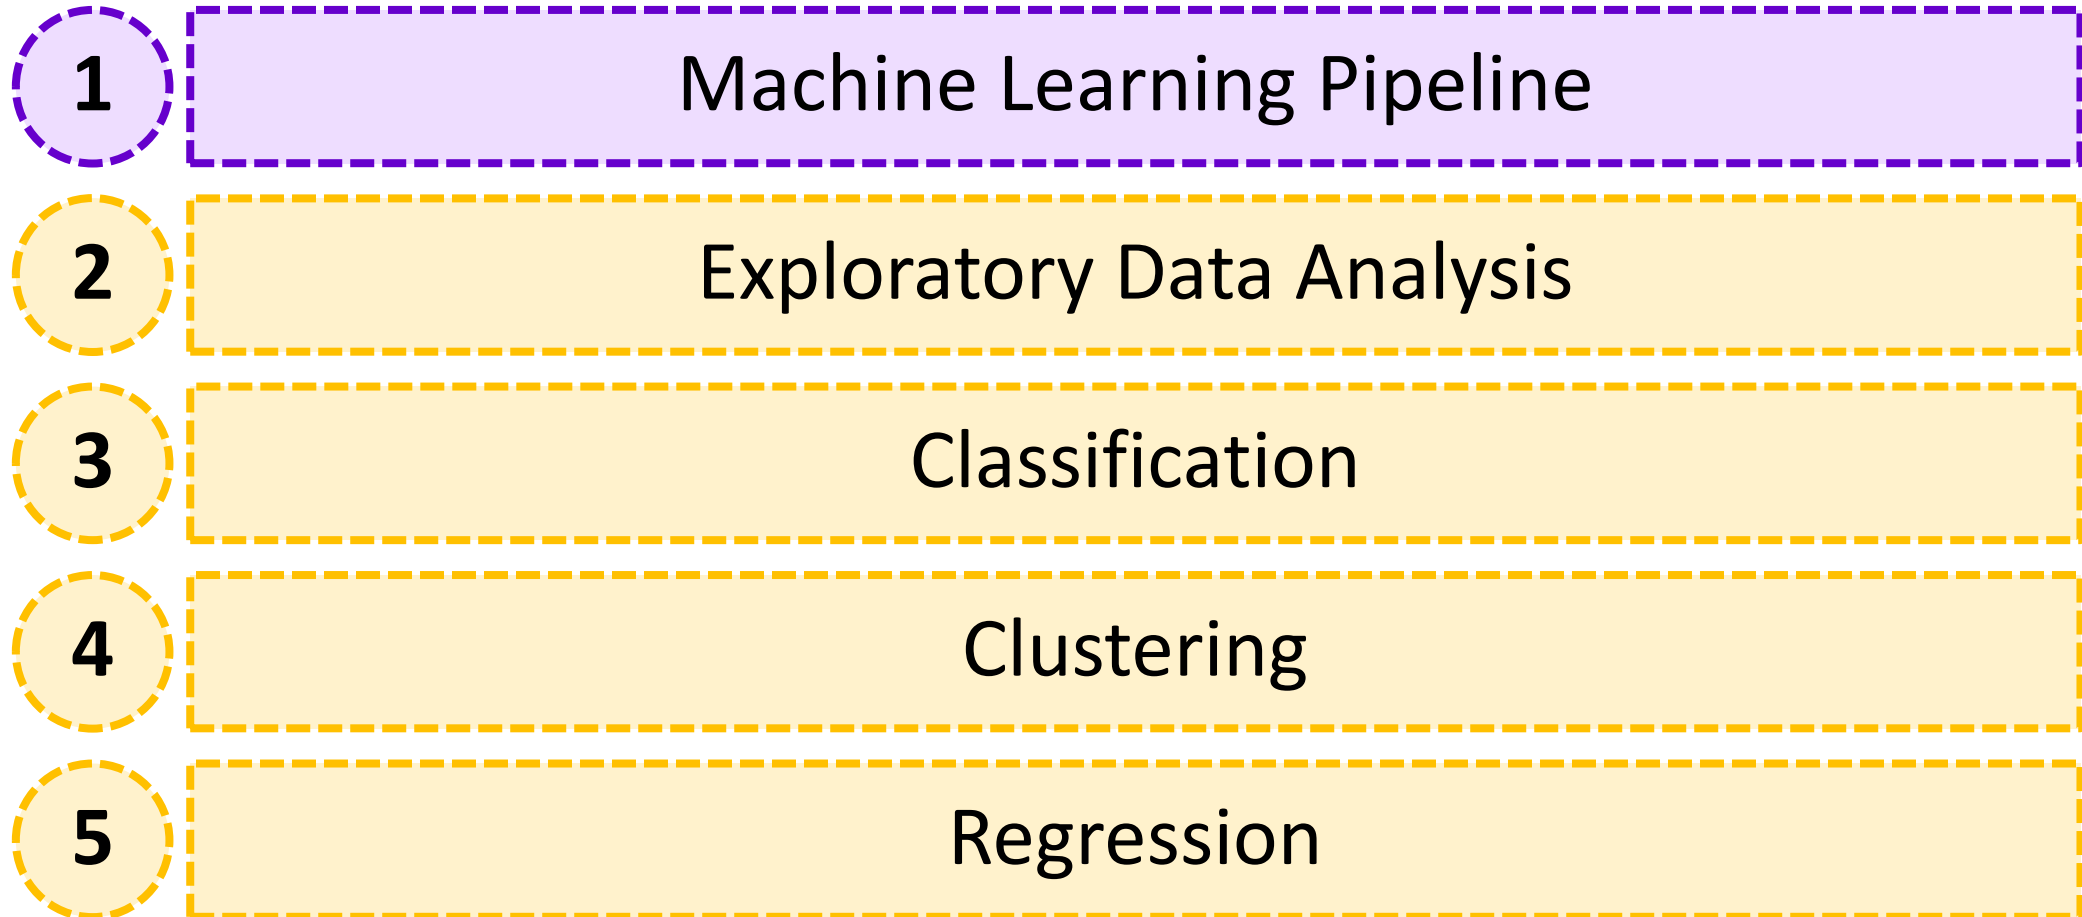 1 Machine Learning Pipeline
2 Exploratory Data Analysis
3 Classification
4 Clustering
5 Regression